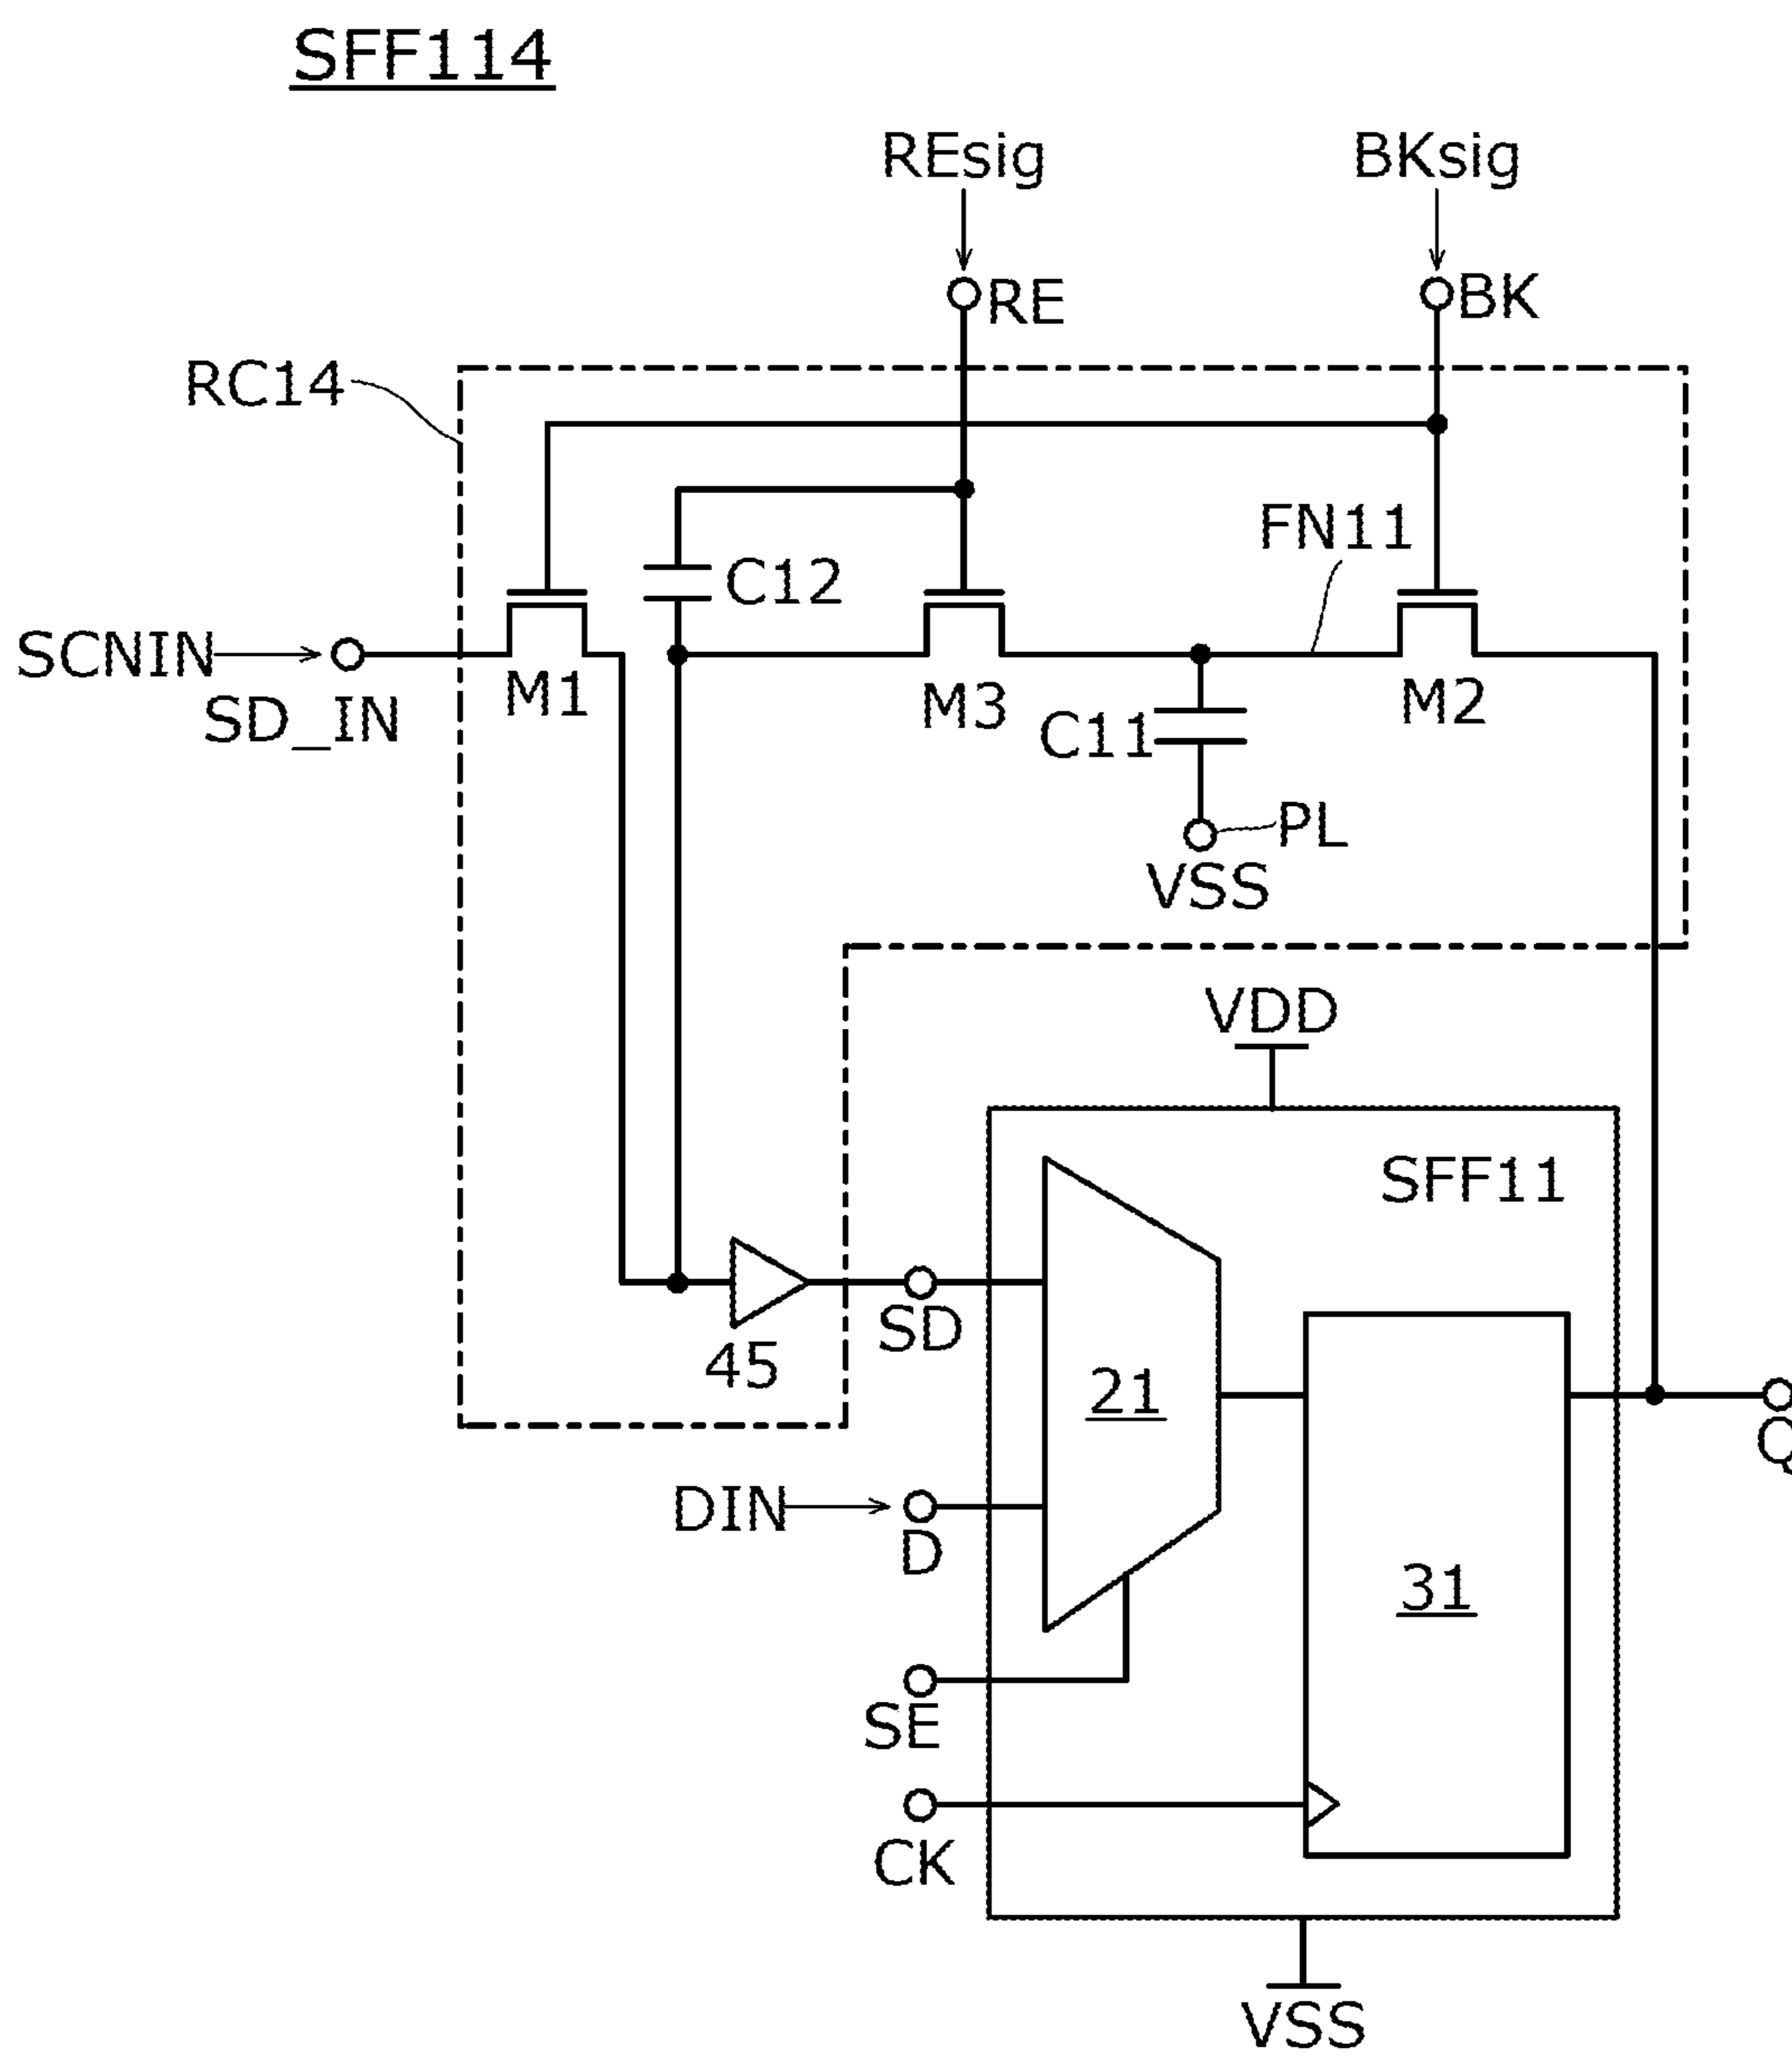 SFF114
REsig
BKsig
RE
BK
RC14
FN11
C12
SCNIN
SD_IN
M1
M3
M2
C11
PL
VSS
VDD
SFF11
SD
45
21
Q
DIN
D
31
SE
CK
VSS